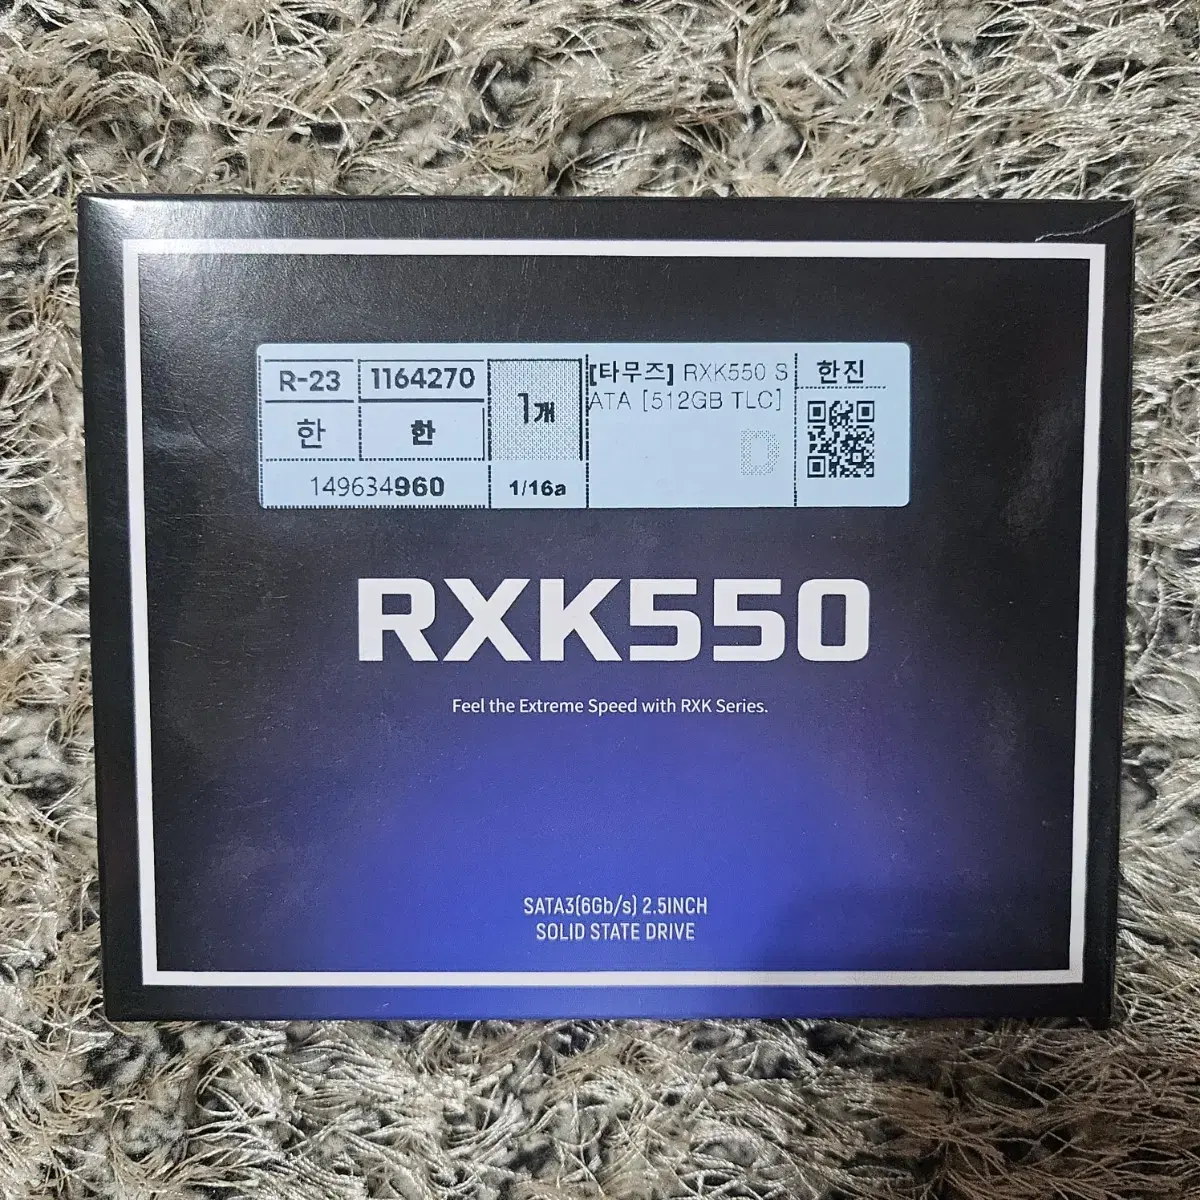 R-23
1164270
1개
[타무즈] RXK550 S
ATA [512GB TLC]
한진
한
한
D
149634960
1/16a
RXK550
Feel the Extreme Speed with RXK Series.
SATA3(6Gb/s) 2.5INCH
SOLID STATE DRIVE